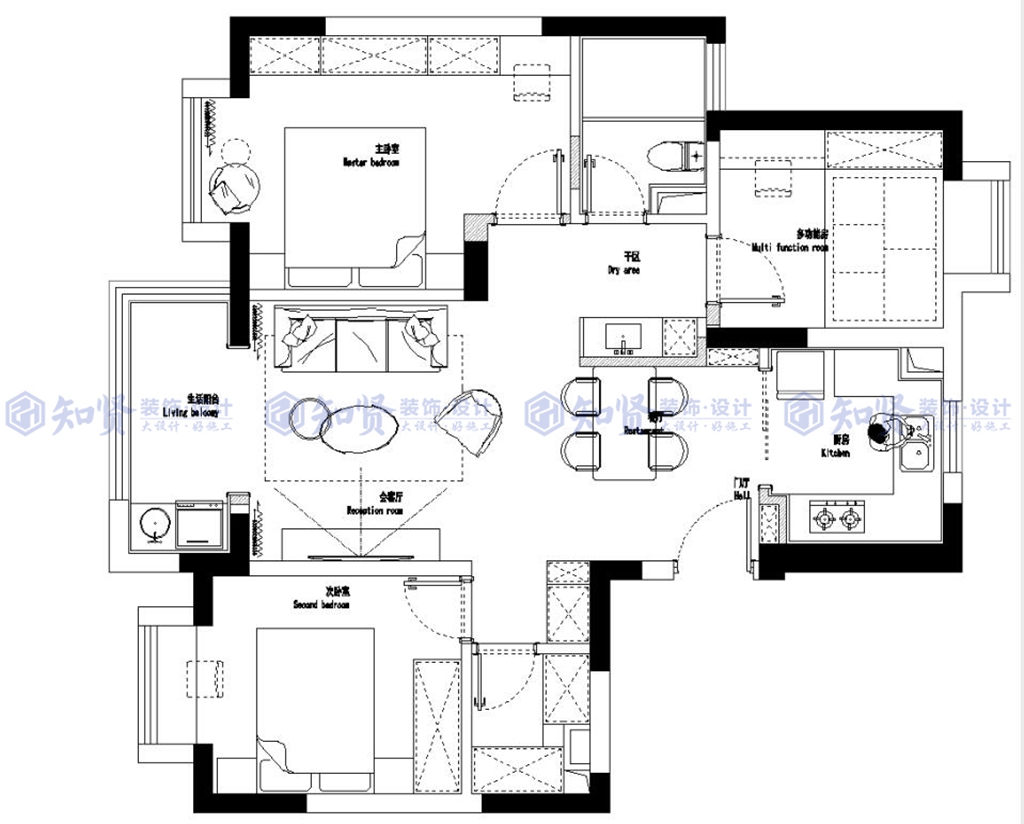 主卧室
Master bedroom
多功能房
Multi function room
干区
Dry area
生活阳台
Living balcony
知贤 装饰·设计
大设计·好施工
知贤 装饰·设计
大设计·好施工
知贤 装饰·设计
大设计·好施工
知贤 装饰·设计
大设计·好施工
Restaurant
厨房
Kitchen
门厅
Hall
会客厅
Reception room
次卧室
Second bedroom